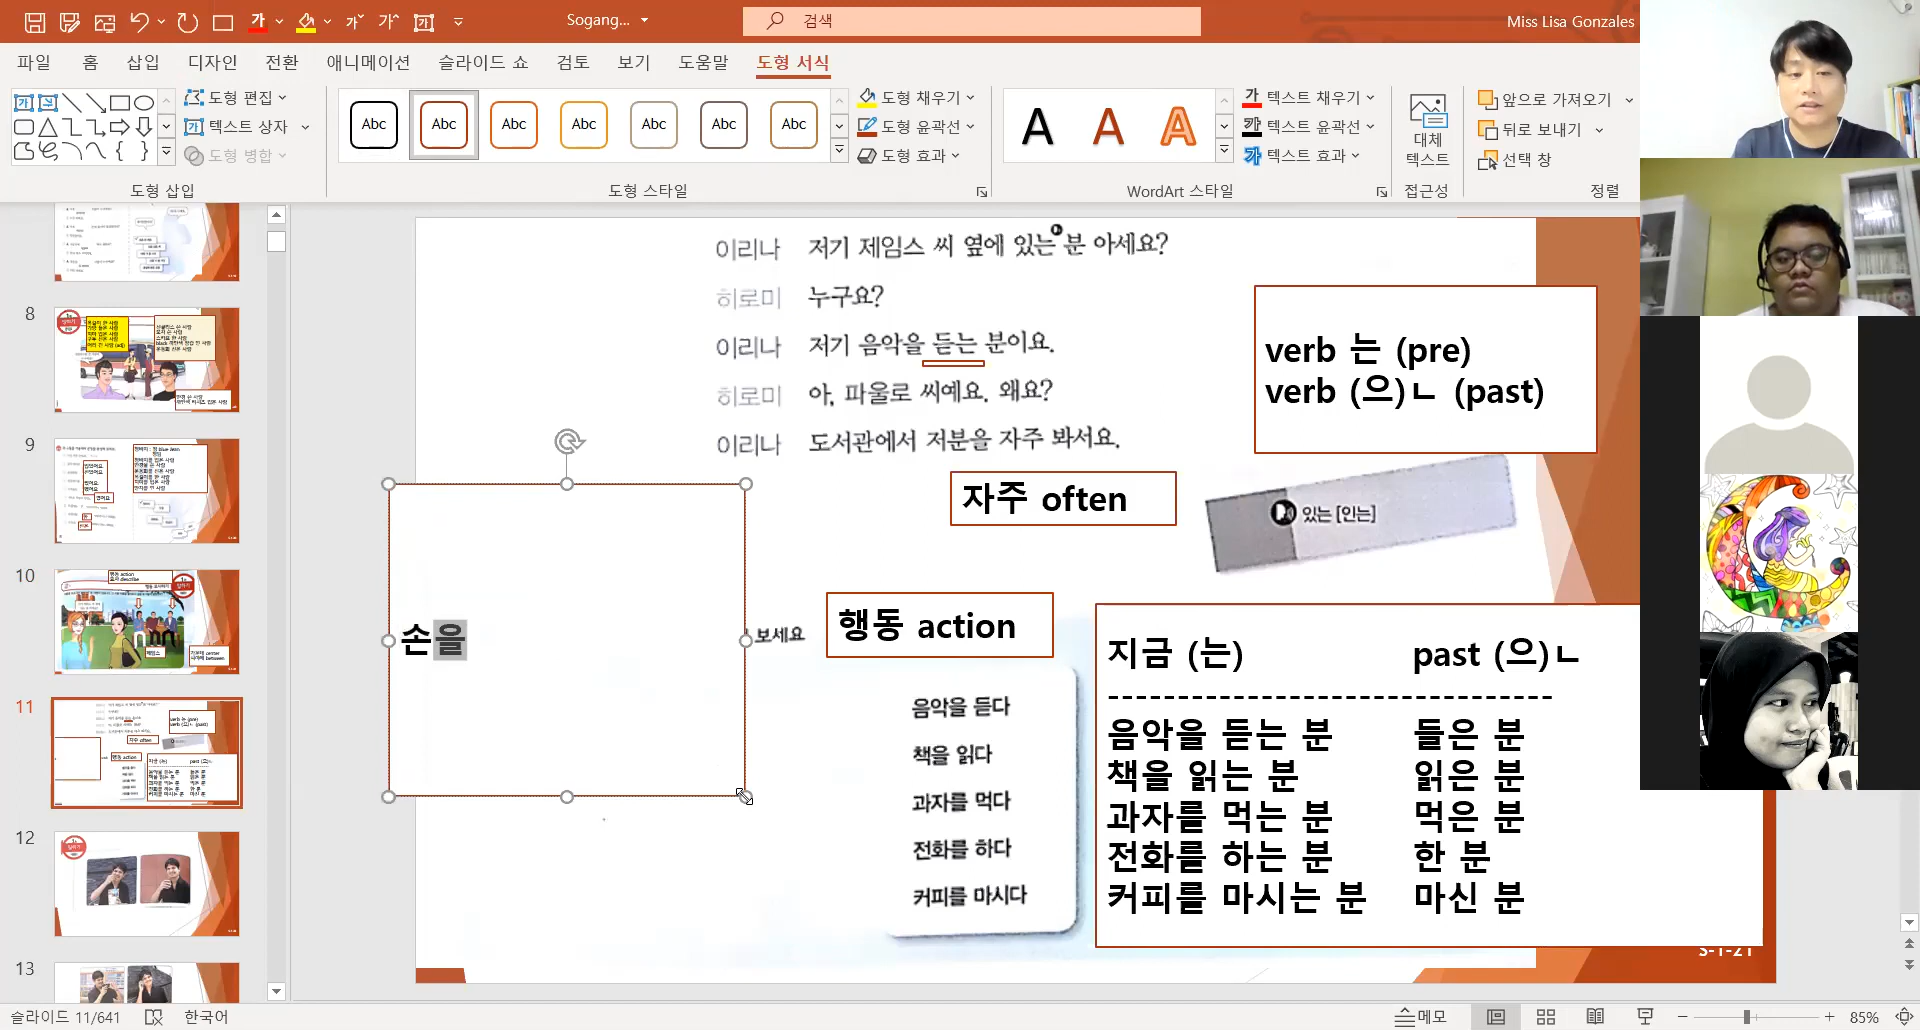 Sogang...
검색
Miss Lisa Gonzales
파일 홈 삽입 디자인 전환 애니메이션 슬라이드 쇼 검토 보기 도움말 도형 서식
도형 편집
텍스트 상자
도형 병합
도형 삽입
Abc Abc Abc Abc Abc Abc Abc
도형 채우기
도형 윤곽선
도형 효과
도형 스타일
A A A
텍스트 채우기
텍스트 윤곽선
텍스트 효과
WordArt 스타일
대체 텍스트
접근성
앞으로 가져오기
뒤로 보내기
선택 창
정렬
8
9
10
11
12
13
이리나 저기 제임스 씨 옆에 있는 분 아세요?
히로미 누구요?
이리나 저기 음악을 듣는 분이요.
히로미 아, 파울로 씨예요. 왜요?
이리나 도서관에서 저분을 자주 봐서요.
verb 는 (pre)
verb (으)ㄴ (past)
자주 often
있는 [인는]
손을
보세요
행동 action
음악을 듣다
책을 읽다
과자를 먹다
전화를 하다
커피를 마시다
지금 (는) past (으)ㄴ
--------------------------------
음악을 듣는 분 들은 분
책을 읽는 분 읽은 분
과자를 먹는 분 먹은 분
전화를 하는 분 한 분
커피를 마시는 분 마신 분
S-1-21
슬라이드 11/641 한국어
메모
85%